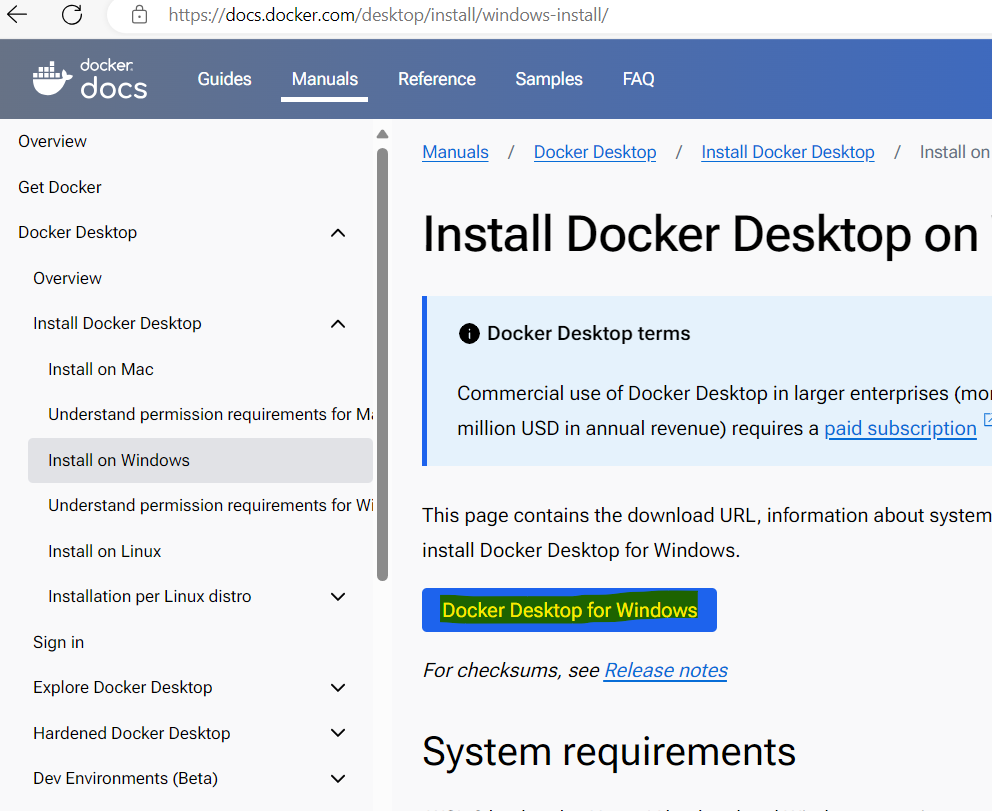 https://docs.docker.com/desktop/install/windows-install/
docker
docs
Guides
Manuals
Reference
Samples
FAQ
Overview
Get Docker
Docker Desktop
Overview
Install Docker Desktop
Install on Mac
Understand permission requirements for Ma
Install on Windows
Understand permission requirements for Wi
Install on Linux
Installation per Linux distro
Sign in
Explore Docker Desktop
Hardened Docker Desktop
Dev Environments (Beta)
Manuals / Docker Desktop / Install Docker Desktop / Install on
Install Docker Desktop on
Docker Desktop terms
Commercial use of Docker Desktop in larger enterprises (mor
million USD in annual revenue) requires a paid subscription
This page contains the download URL, information about system
install Docker Desktop for Windows.
Docker Desktop for Windows
For checksums, see Release notes
System requirements